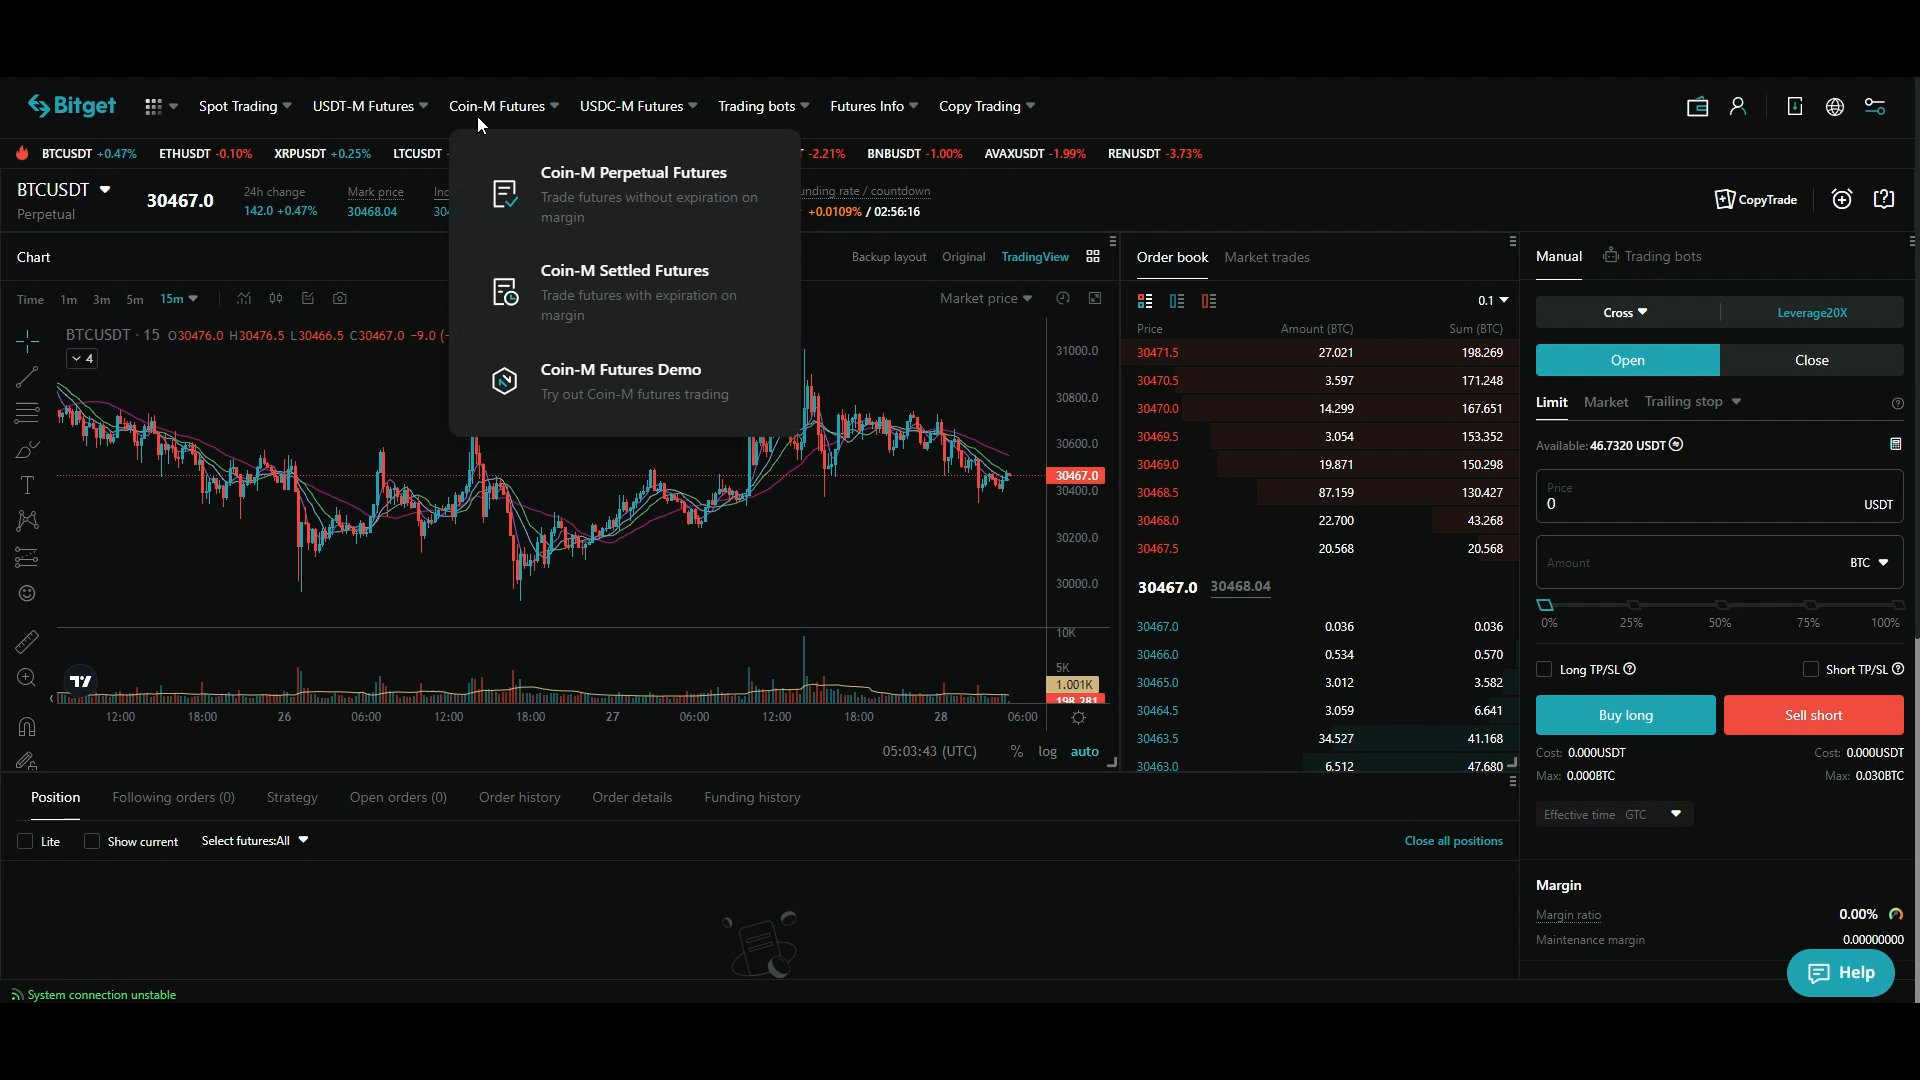 Bitget
Spot Trading
USDT-M Futures
Coin-M Futures
USDC-M Futures
Trading bots
Futures Info
Copy Trading
BTCUSDT +0.47%
ETHUSDT -0.10%
XRPUSDT +0.25%
LTCUSDT
-2.21%
BNBUSDT -1.00%
AVAXUSDT -1.99%
RENUSDT -3.73%
BTCUSDT
Perpetual
30467.0
24h change
142.0 +0.47%
Mark price
30468.04
+0.0109% / 02:56:16
unding rate / countdown
CopyTrade
Coin-M Perpetual Futures
Trade futures without expiration on
margin
Coin-M Settled Futures
Trade futures with expiration on
margin
Coin-M Futures Demo
Try out Coin-M futures trading
Chart
Backup layout
Original
TradingView
Time 1m 3m 5m 15m
Market price
BTCUSDT · 15 O30476.0 H30476.5 L30466.5 C30467.0 -9.0
4
31000.0
30800.0
30600.0
30467.0
30400.0
30200.0
30000.0
10K
5K
1.001K
198.281
12:00 18:00 26 06:00 12:00 18:00 27 06:00 12:00 18:00 28 06:00
05:03:43 (UTC) % log auto
Order book
Market trades
0.1
Price Amount (BTC) Sum (BTC)
30471.5 27.021 198.269
30470.5 3.597 171.248
30470.0 14.299 167.651
30469.5 3.054 153.352
30469.0 19.871 150.298
30468.5 87.159 130.427
30468.0 22.700 43.268
30467.5 20.568 20.568
30467.0 30468.04
30467.0 0.036 0.036
30466.0 0.534 0.570
30465.0 3.012 3.582
30464.5 3.059 6.641
30463.5 34.527 41.168
30463.0 6.512 47.680
Manual
Trading bots
Cross
Leverage20X
Open
Close
Limit Market Trailing stop
Available: 46.7320 USDT
Price
0 USDT
Amount BTC
0% 25% 50% 75% 100%
Long TP/SL
Short TP/SL
Buy long
Sell short
Cost: 0.000USDT
Cost: 0.000USDT
Max: 0.000BTC
Max: 0.030BTC
Effective time GTC
Margin
Margin ratio 0.00%
Maintenance margin 0.00000000
Help
Position
Following orders (0)
Strategy
Open orders (0)
Order history
Order details
Funding history
Lite
Show current
Select futures:All
Close all positions
System connection unstable